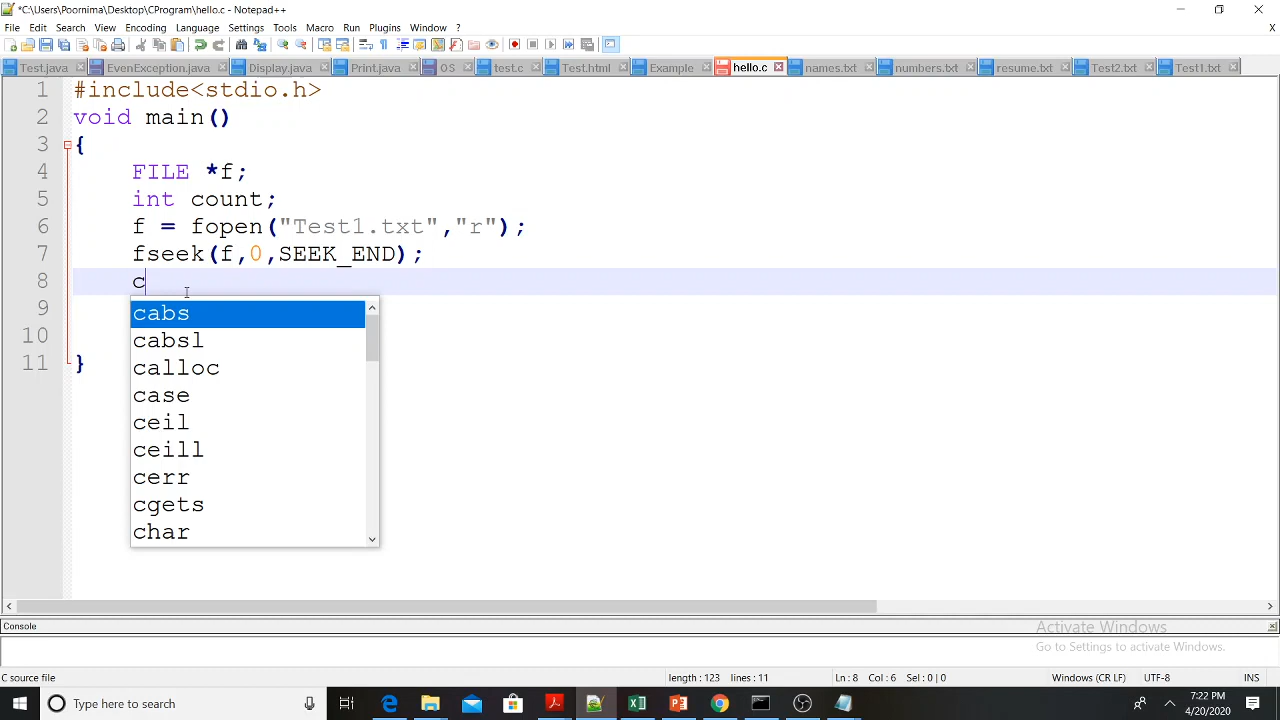 *C:\Users\Poornima\Desktop\CProgram\hello.c - Notepad++
File Edit Search View Encoding Language Settings Tools Macro Run Plugins Window ?
X
Test.java EvenException.java Display.java Print.java OS test.c Test.html Example hello.c names.txt numbers.txt resume.txt Test2.txt Test1.txt
1 #include<stdio.h>
2 void main()
3 {
4 FILE *f;
5 int count;
6 f = fopen("Test1.txt","r");
7 fseek(f,0,SEEK_END);
8 c
9
10
11 }
cabs
cabsl
calloc
case
ceil
ceill
cerr
cgets
char
Console
Activate Windows
Go to Settings to activate Windows.
C source file length : 123 lines : 11 Ln : 8 Col : 6 Sel : 0 | 0 Windows (CR LF) UTF-8 INS
Type here to search
7:22 PM
4/20/2020